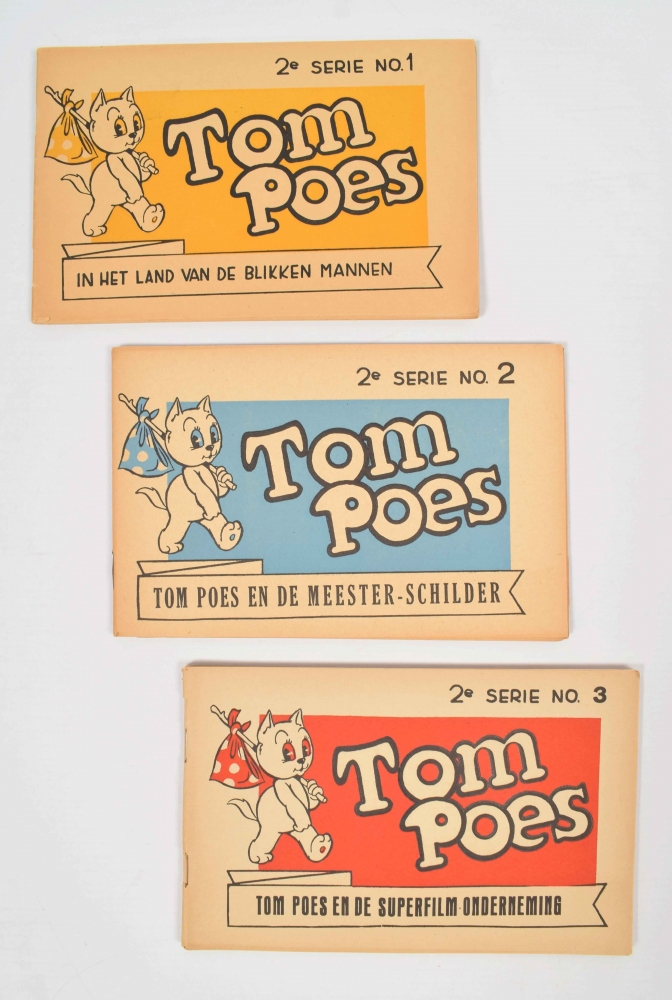 2e SERIE NO. 1
Tom
Poes
IN HET LAND VAN DE BLIKKEN MANNEN
2e SERIE NO. 2
Tom
Poes
TOM POES EN DE MEESTER-SCHILDER
2e SERIE NO. 3
Tom
Poes
TOM POES EN DE SUPERFILM-ONDERNEMING